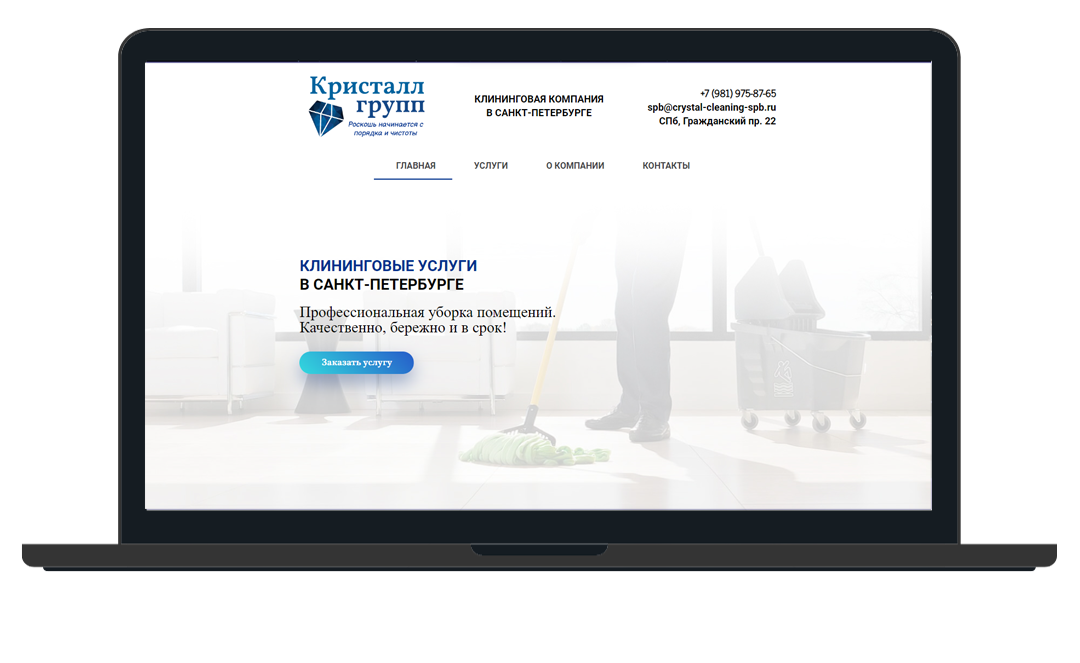 Кристалл
групп
Роскошь начинается с
порядка и чистоты
КЛИНИНГОВАЯ КОМПАНИЯ
В САНКТ-ПЕТЕРБУРГЕ
+7 (981) 975-87-65
spb@crystal-cleaning-spb.ru
СПб, Гражданский пр. 22
ГЛАВНАЯ УСЛУГИ О КОМПАНИИ КОНТАКТЫ
КЛИНИНГОВЫЕ УСЛУГИ
В САНКТ-ПЕТЕРБУРГЕ
Профессиональная уборка помещений.
Качественно, бережно и в срок!
Заказать услугу